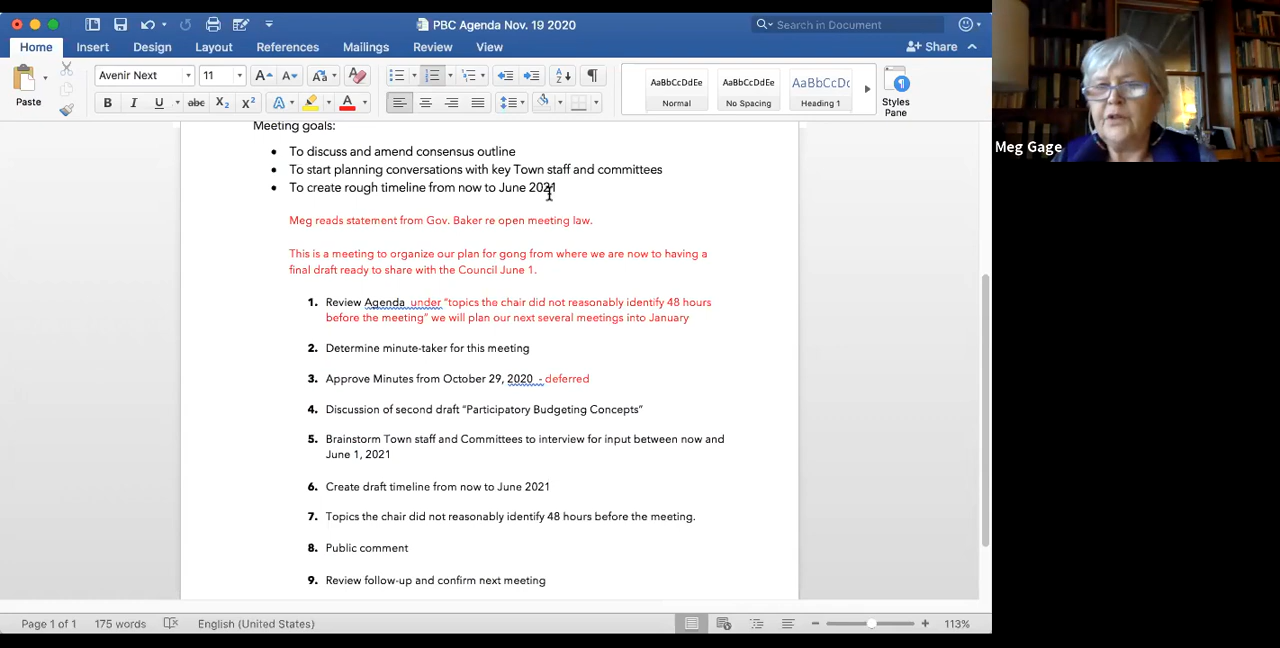 PBC Agenda Nov. 19 2020
Search in Document
Home Insert Design Layout References Mailings Review View Share
Paste
Avenir Next 11
AaBbCcDdEe AaBbCcDdEe AaBbCcDc
Normal No Spacing Heading 1
Styles
Pane
Meeting goals:
• To discuss and amend consensus outline
• To start planning conversations with key Town staff and committees
• To create rough timeline from now to June 2021
Meg reads statement from Gov. Baker re open meeting law.
This is a meeting to organize our plan for gong from where we are now to having a
final draft ready to share with the Council June 1.
1. Review Agenda under “topics the chair did not reasonably identify 48 hours
before the meeting” we will plan our next several meetings into January
2. Determine minute-taker for this meeting
3. Approve Minutes from October 29, 2020 - deferred
4. Discussion of second draft “Participatory Budgeting Concepts”
5. Brainstorm Town staff and Committees to interview for input between now and
June 1, 2021
6. Create draft timeline from now to June 2021
7. Topics the chair did not reasonably identify 48 hours before the meeting.
8. Public comment
9. Review follow-up and confirm next meeting
Page 1 of 1 175 words English (United States) 113%
Meg Gage